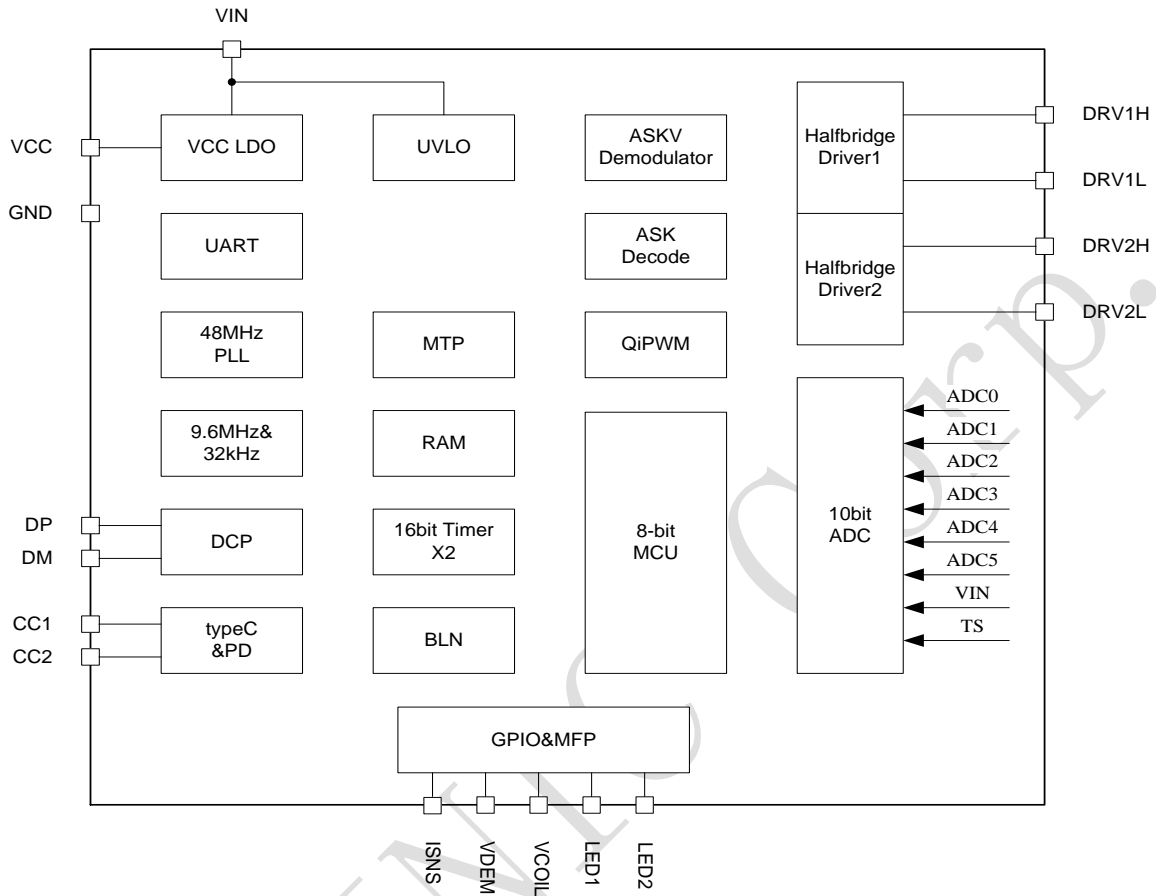 VIN
VCC
GND
DP
DM
CC1
CC2
VCC LDO
UVLO
ASKV
Demodulator
Halfbridge
Driver1
DRV1H
DRV1L
UART
ASK
Decode
Halfbridge
Driver2
DRV2H
DRV2L
48MHz
PLL
MTP
QiPWM
9.6MHz&
32kHz
RAM
8-bit
MCU
10bit
ADC
ADC0
ADC1
ADC2
ADC3
ADC4
ADC5
VIN
TS
DCP
16bit Timer
X2
typeC
&PD
BLN
GPIO&MFP
ISNS
VDEM
VCOIL
LED1
LED2
Corp.